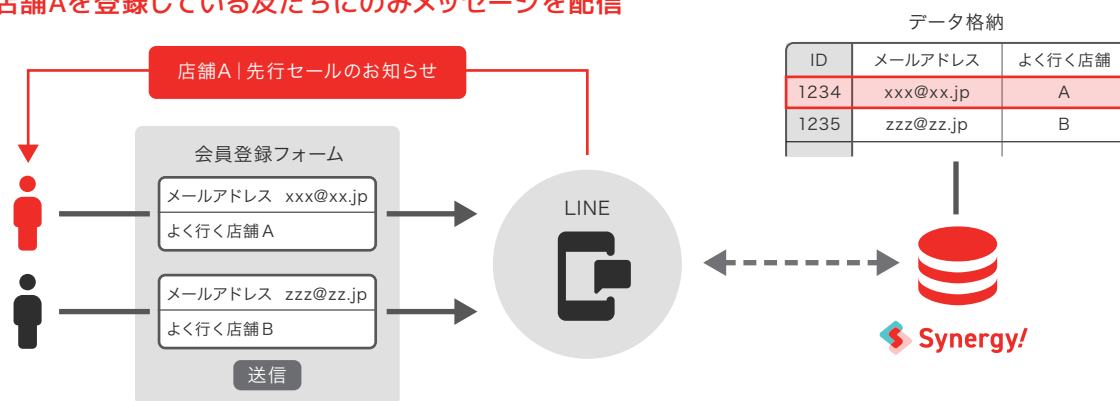 店舗Aを登録している友だちにのみメッセージを配信
店舗A|先行セールのお知らせ
会員登録フォーム
メールアドレス xxx@xx.jp
よく行く店舗 A
メールアドレス zzz@zz.jp
よく行く店舗 B
送信
LINE
データ格納
ID メールアドレス よく行く店舗
1234 xxx@xx.jp A
1235 zzz@zz.jp B
Synergy!